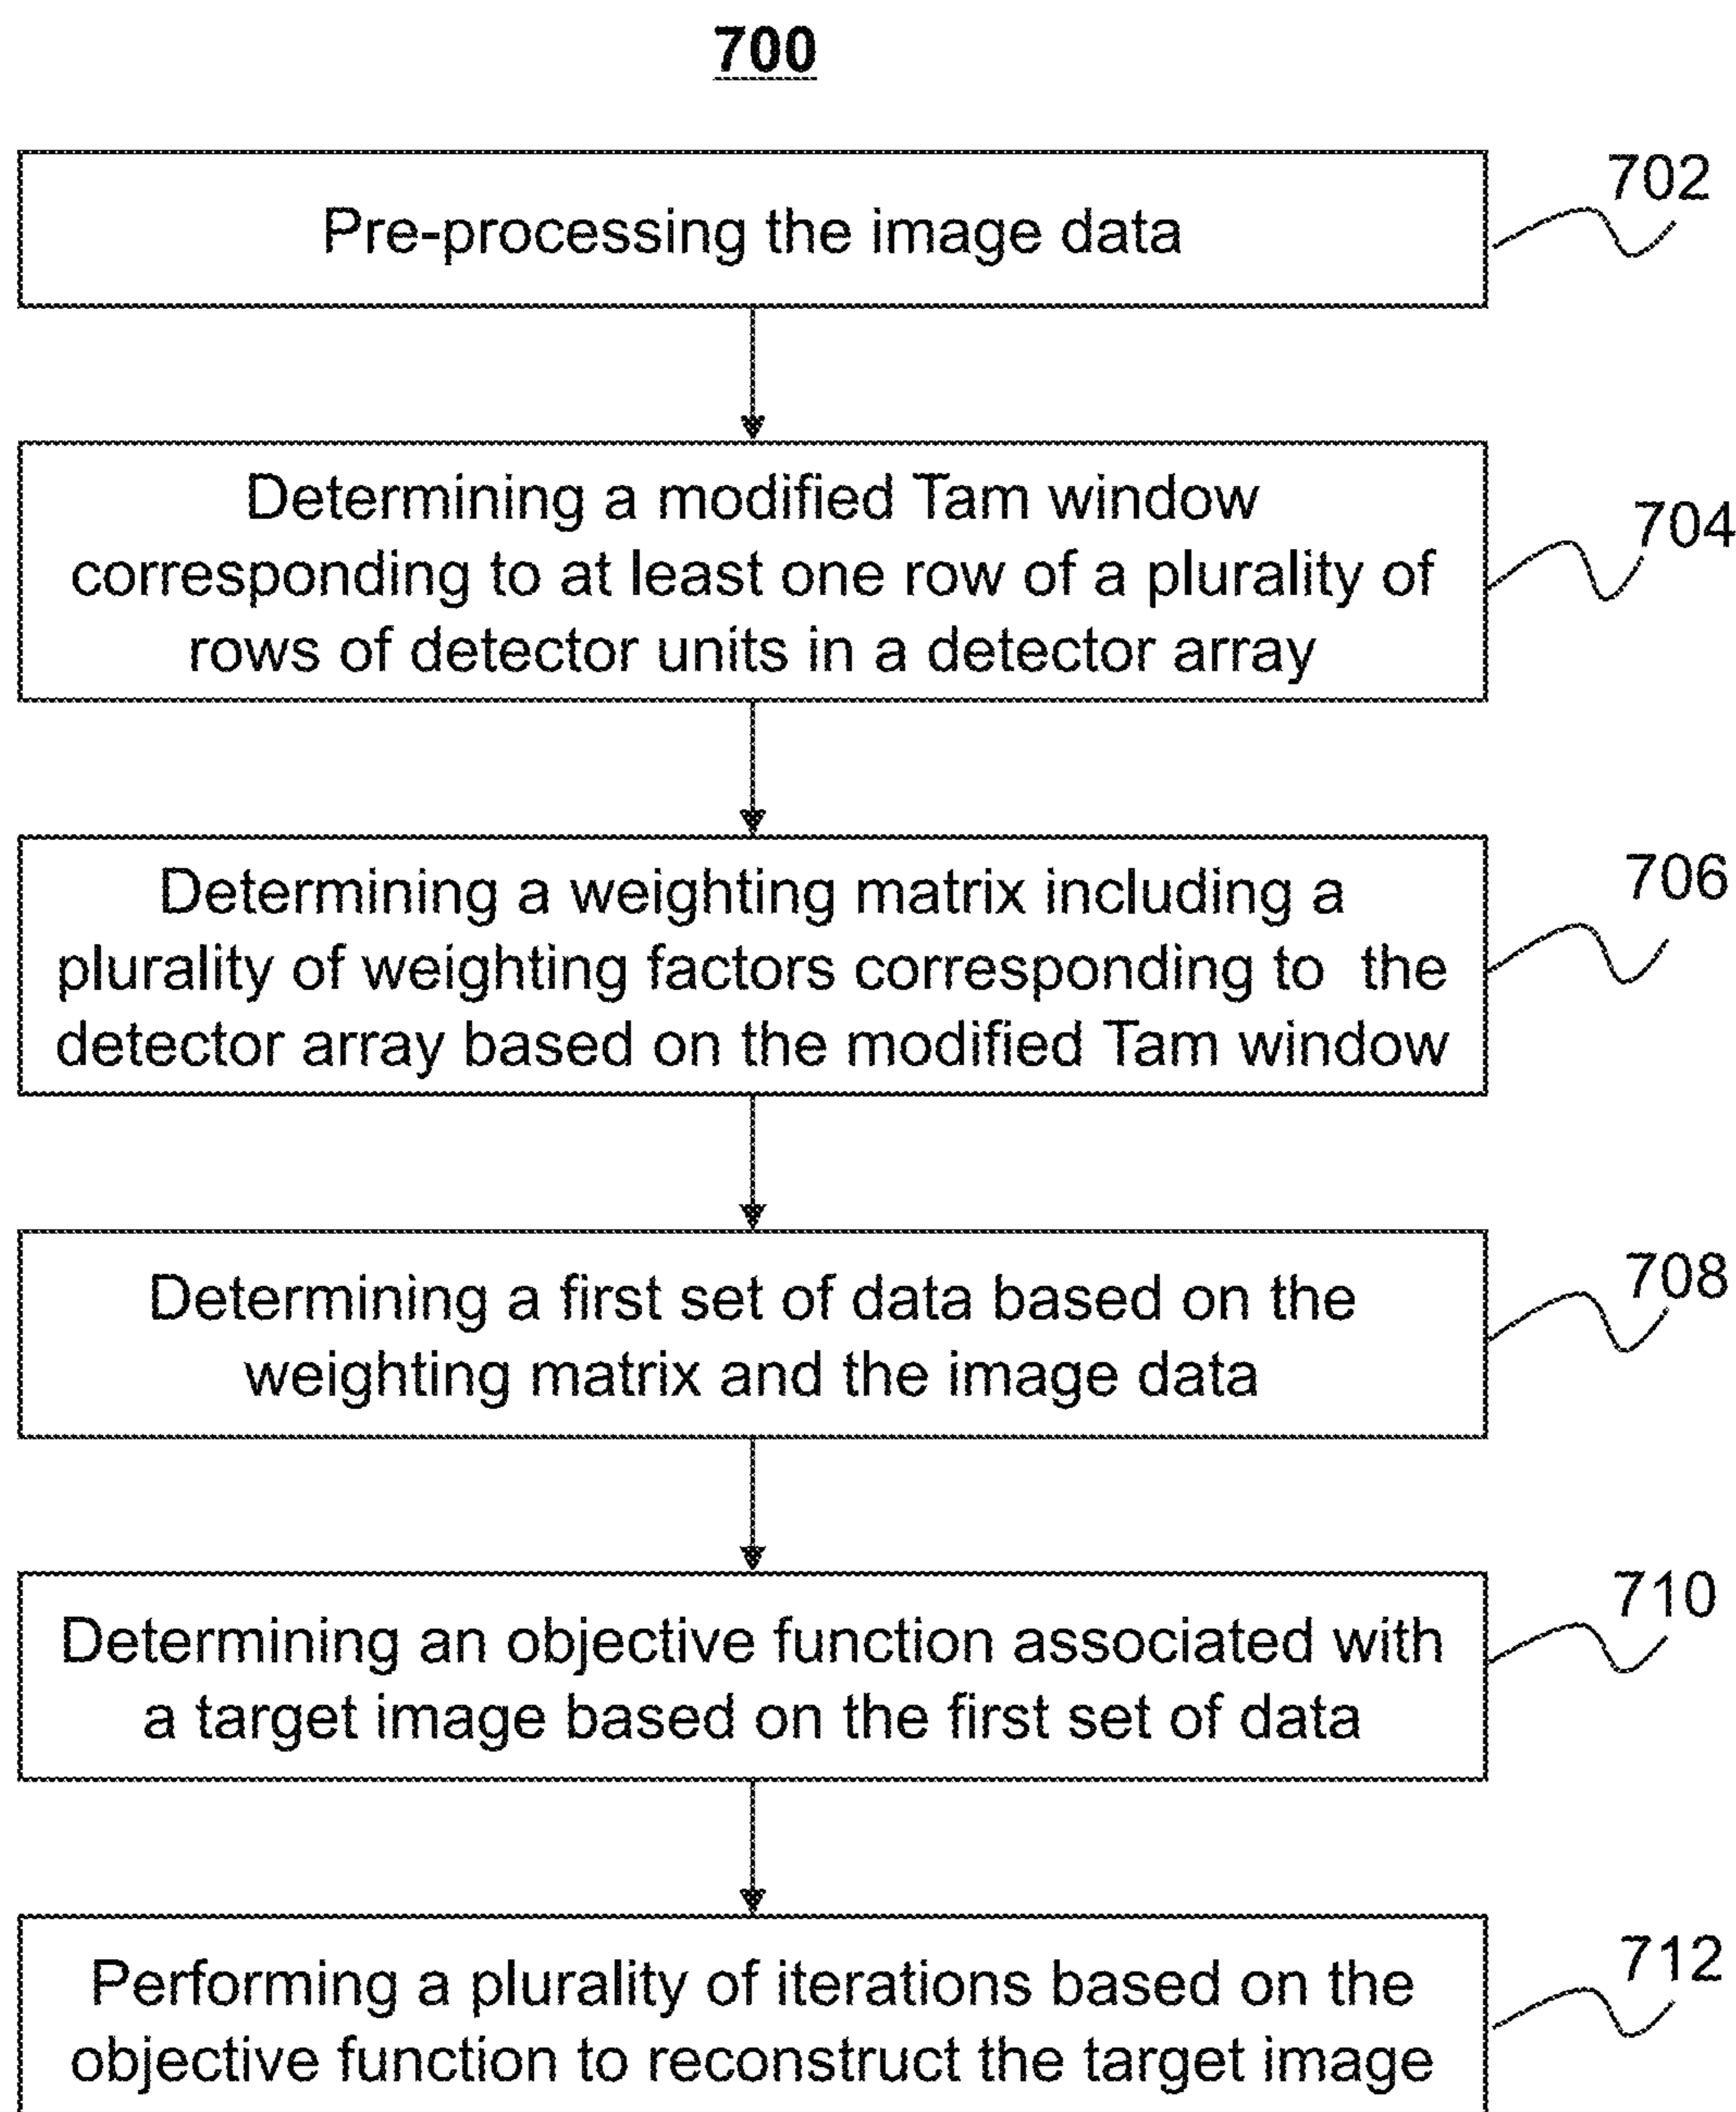 700
Pre-processing the image data
702
Determining a modified Tam window
corresponding to at least one row of a plurality of
rows of detector units in a detector array
704
Determining a weighting matrix including a
plurality of weighting factors corresponding to the
detector array based on the modified Tam window
706
Determining a first set of data based on the
weighting matrix and the image data
708
Determining an objective function associated with
a target image based on the first set of data
710
Performing a plurality of iterations based on the
objective function to reconstruct the target image
712